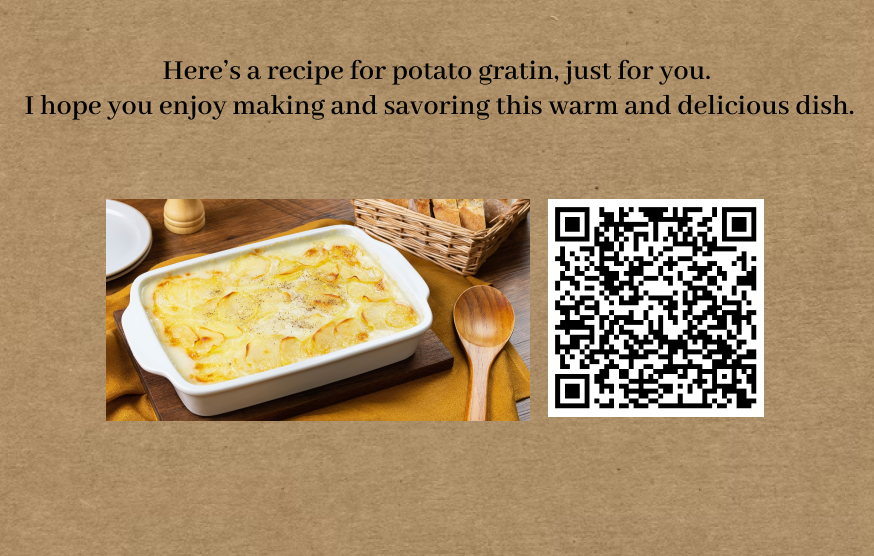 Here's a recipe for potato gratin, just for you.
I hope you enjoy making and savoring this warm and delicious dish.